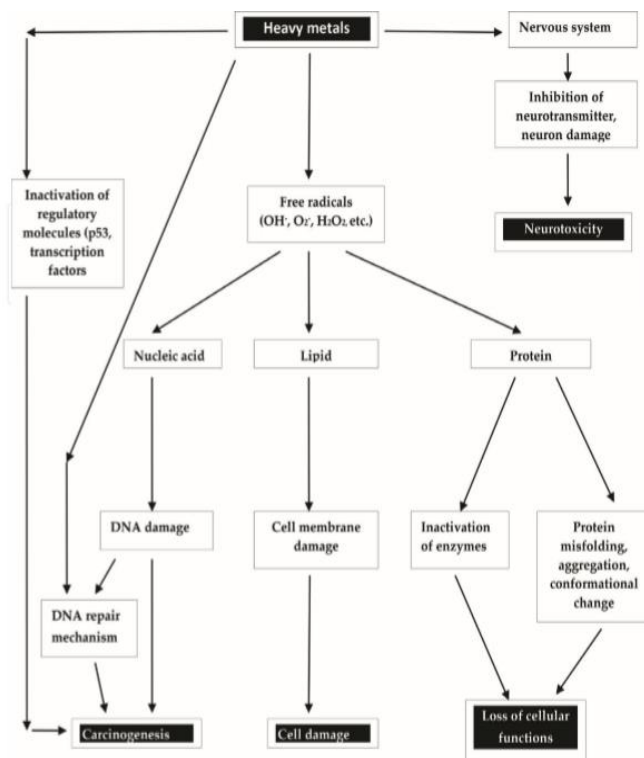 Heavy metals
Nervous system
Inhibition of
neurotransmitter,
neuron damage
Inactivation of
regulatory
molecules (p53,
transcription
factors
Free radicals
(OH·, O₂·, H₂O₂, etc.)
Neurotoxicity
Nucleic acid
Lipid
Protein
DNA damage
Cell membrane
damage
Inactivation
of enzymes
Protein
misfolding,
aggregation,
conformational
change
DNA repair
mechanism
Carcinogenesis
Cell damage
Loss of cellular
functions